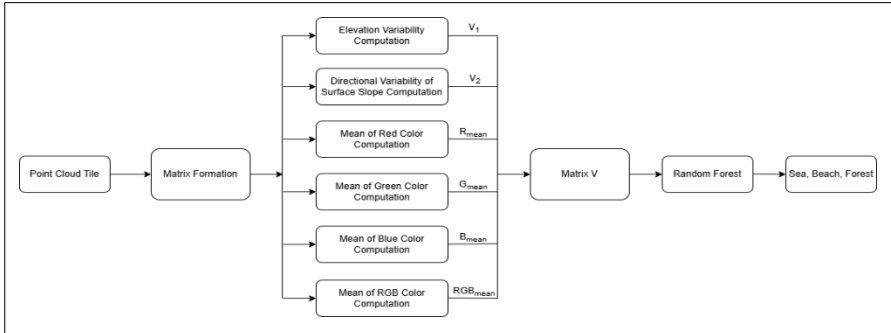 Point Cloud Tile
Matrix Formation
Elevation Variability
Computation
V1
Directional Variability of
Surface Slope Computation
V2
Mean of Red Color
Computation
Rmean
Mean of Green Color
Computation
Gmean
Mean of Blue Color
Computation
Bmean
Mean of RGB Color
Computation
RGBmean
Matrix V
Random Forest
Sea, Beach, Forest